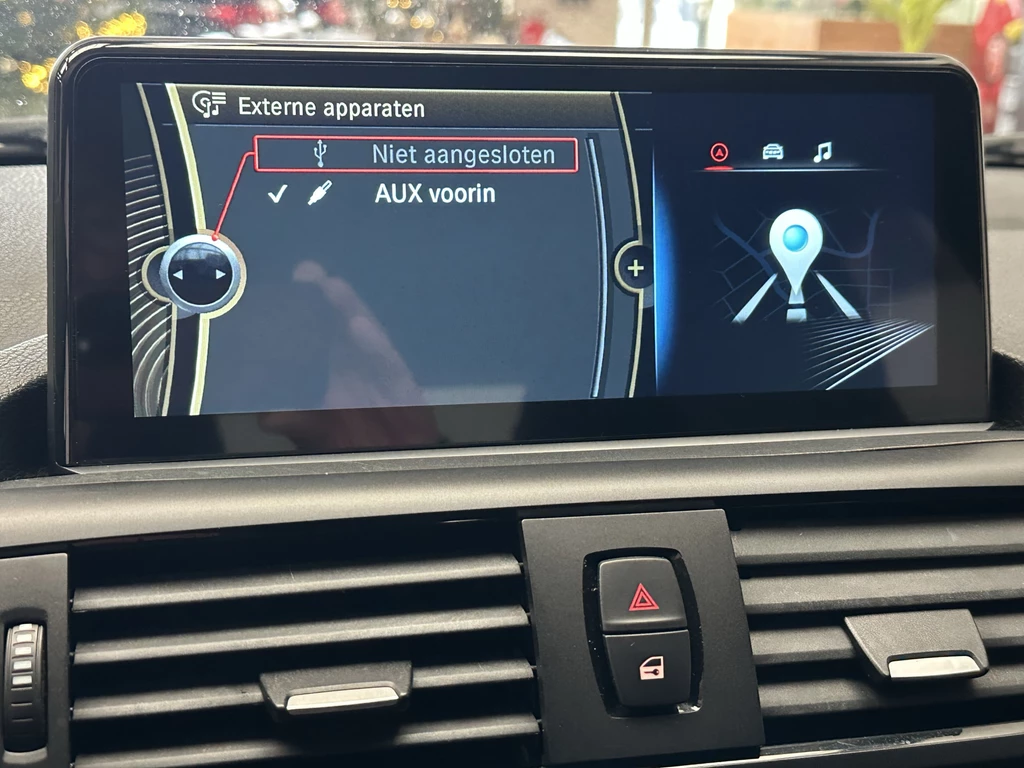 Externe apparaten
Niet aangesloten
AUX voorin
A